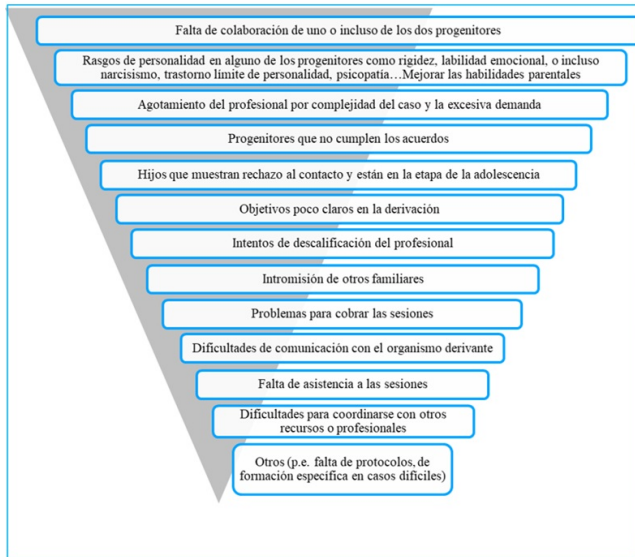 Falta de colaboración de uno o incluso de los dos progenitores
Rasgos de personalidad en alguno de los progenitores como rigidez, labilidad emocional, o incluso
narcisismo, trastorno límite de personalidad, psicopatía…Mejorar las habilidades parentales
Agotamiento del profesional por complejidad del caso y la excesiva demanda
Progenitores que no cumplen los acuerdos
Hijos que muestran rechazo al contacto y están en la etapa de la adolescencia
Objetivos poco claros en la derivación
Intentos de descalificación del profesional
Intromisión de otros familiares
Problemas para cobrar las sesiones
Dificultades de comunicación con el organismo derivante
Falta de asistencia a las sesiones
Dificultades para coordinarse con otros
recursos o profesionales
Otros (p.e. falta de protocolos, de
formación específica en casos difíciles)